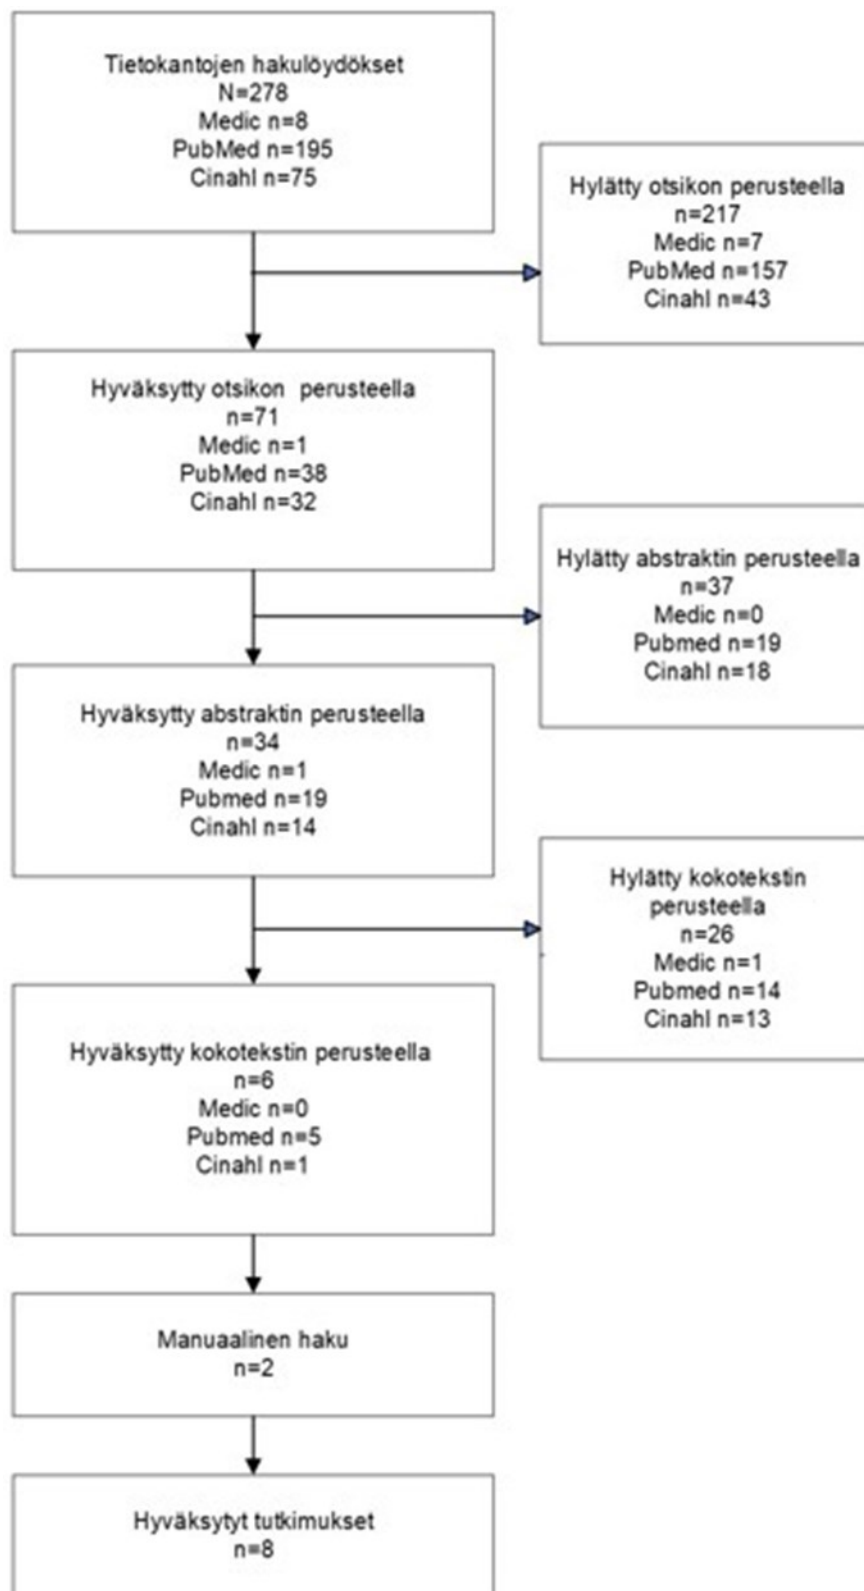 Tietokantojen hakulöydökset
N=278
Medic n=8
PubMed n=195
Cinahl n=75
Hylätty otsikon perusteella
n=217
Medic n=7
PubMed n=157
Cinahl n=43
Hyväksytty otsikon perusteella
n=71
Medic n=1
PubMed n=38
Cinahl n=32
Hylätty abstraktin perusteella
n=37
Medic n=0
Pubmed n=19
Cinahl n=18
Hyväksytty abstraktin perusteella
n=34
Medic n=1
Pubmed n=19
Cinahl n=14
Hylätty kokotekstin
perusteella
n=26
Medic n=1
Pubmed n=14
Cinahl n=13
Hyväksytty kokotekstin perusteella
n=6
Medic n=0
Pubmed n=5
Cinahl n=1
Manuaalinen haku
n=2
Hyväksytyt tutkimukset
n=8